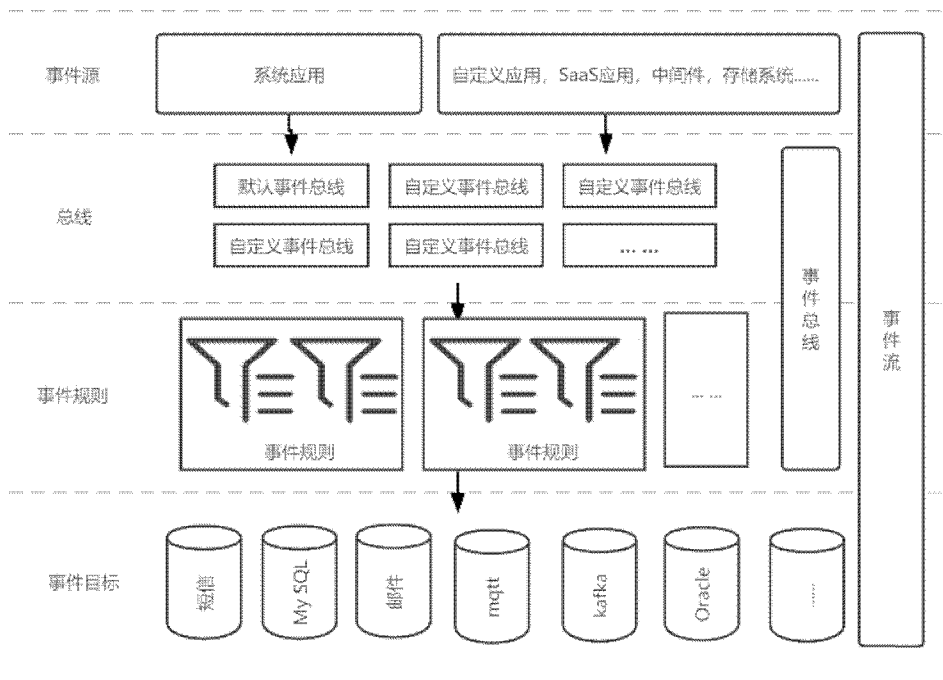 事件源
系统应用
自定义应用，SaaS应用，中间件，存储系统......
总线
默认事件总线
自定义事件总线
自定义事件总线
自定义事件总线
自定义事件总线
... ...
事件总线
事件流
事件规则
事件规则
事件规则
... ...
事件目标
短信
My SQL
邮件
mqtt
kafka
Oracle
......